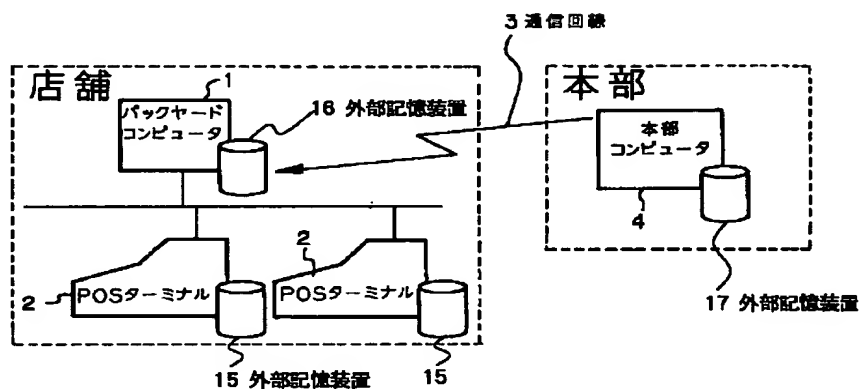 3 通信回線
店舗
1
バックヤード
コンピュータ
16 外部記憶装置
本部
本部
コンピュータ
4
17 外部記憶装置
2
POSターミナル
2
POSターミナル
15 外部記憶装置
15